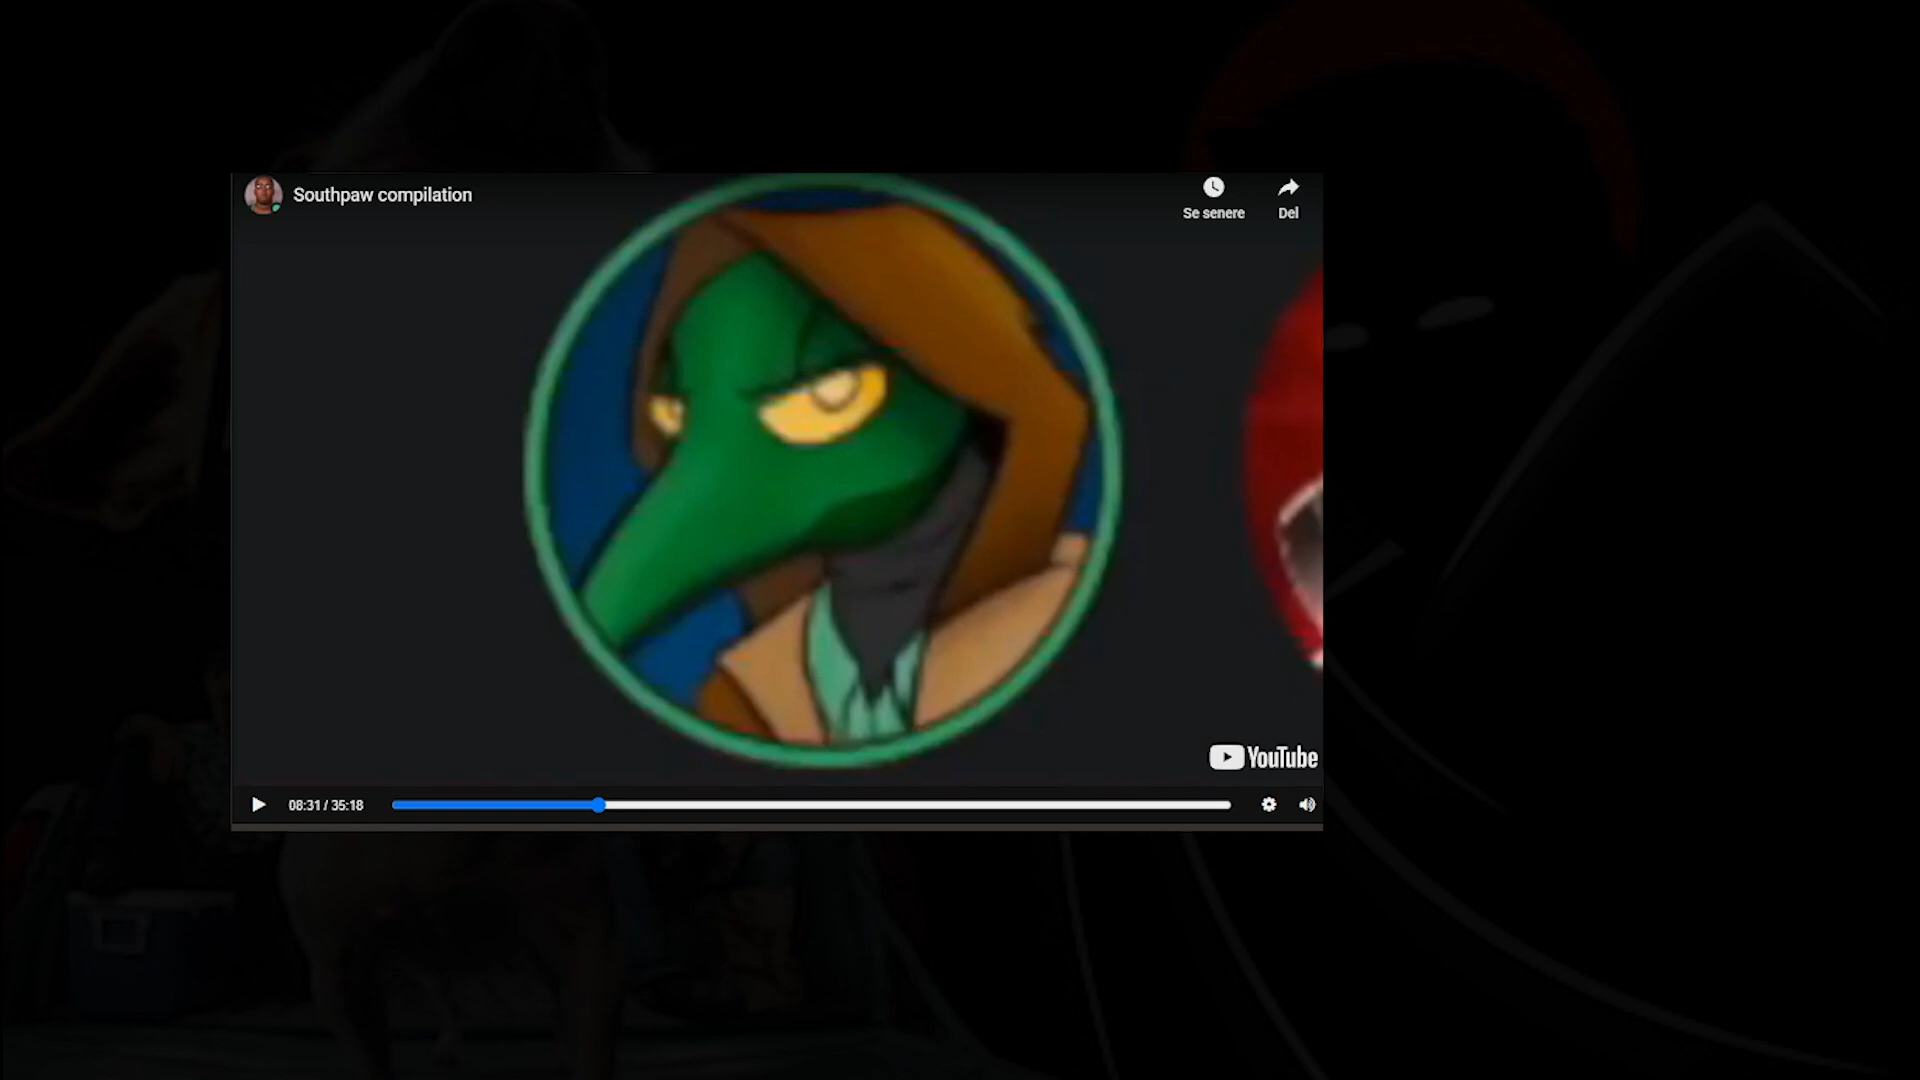 Southpaw compilation
Se senere
Del
YouTube
08:31 / 35:18